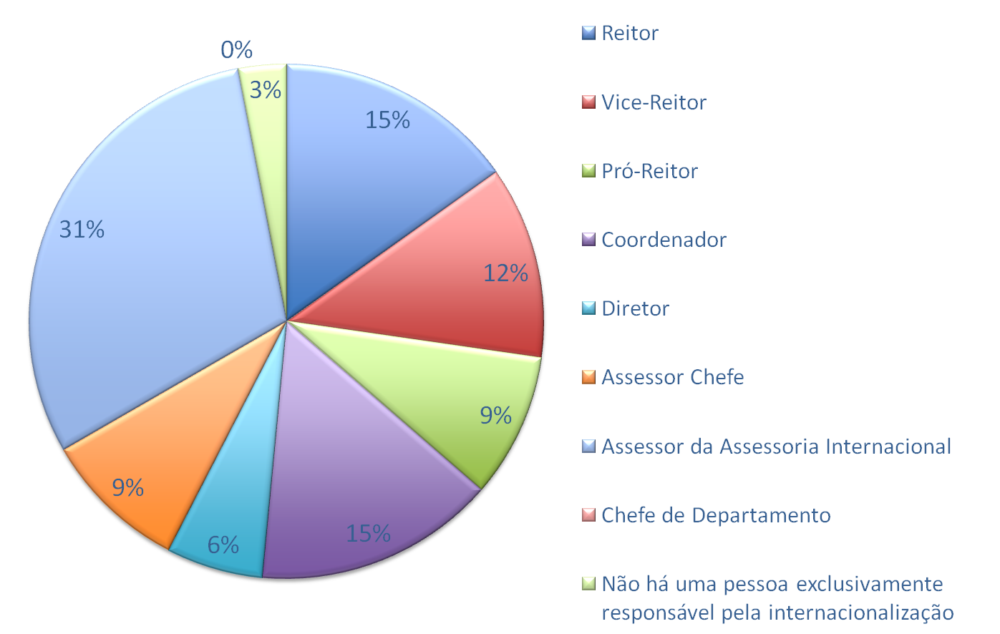 0%
3%
15%
31%
12%
9%
9%
15%
6%
Reitor
Vice-Reitor
Pró-Reitor
Coordenador
Diretor
Assessor Chefe
Assessor da Assessoria Internacional
Chefe de Departamento
Não há uma pessoa exclusivamente
responsável pela internacionalização